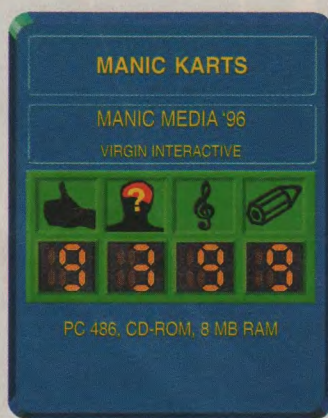 MANIC KARTS
MANIC MEDIA '96
VIRGIN INTERACTIVE
?
9 3 9 9
PC 486, CD-ROM, 8 MB RAM